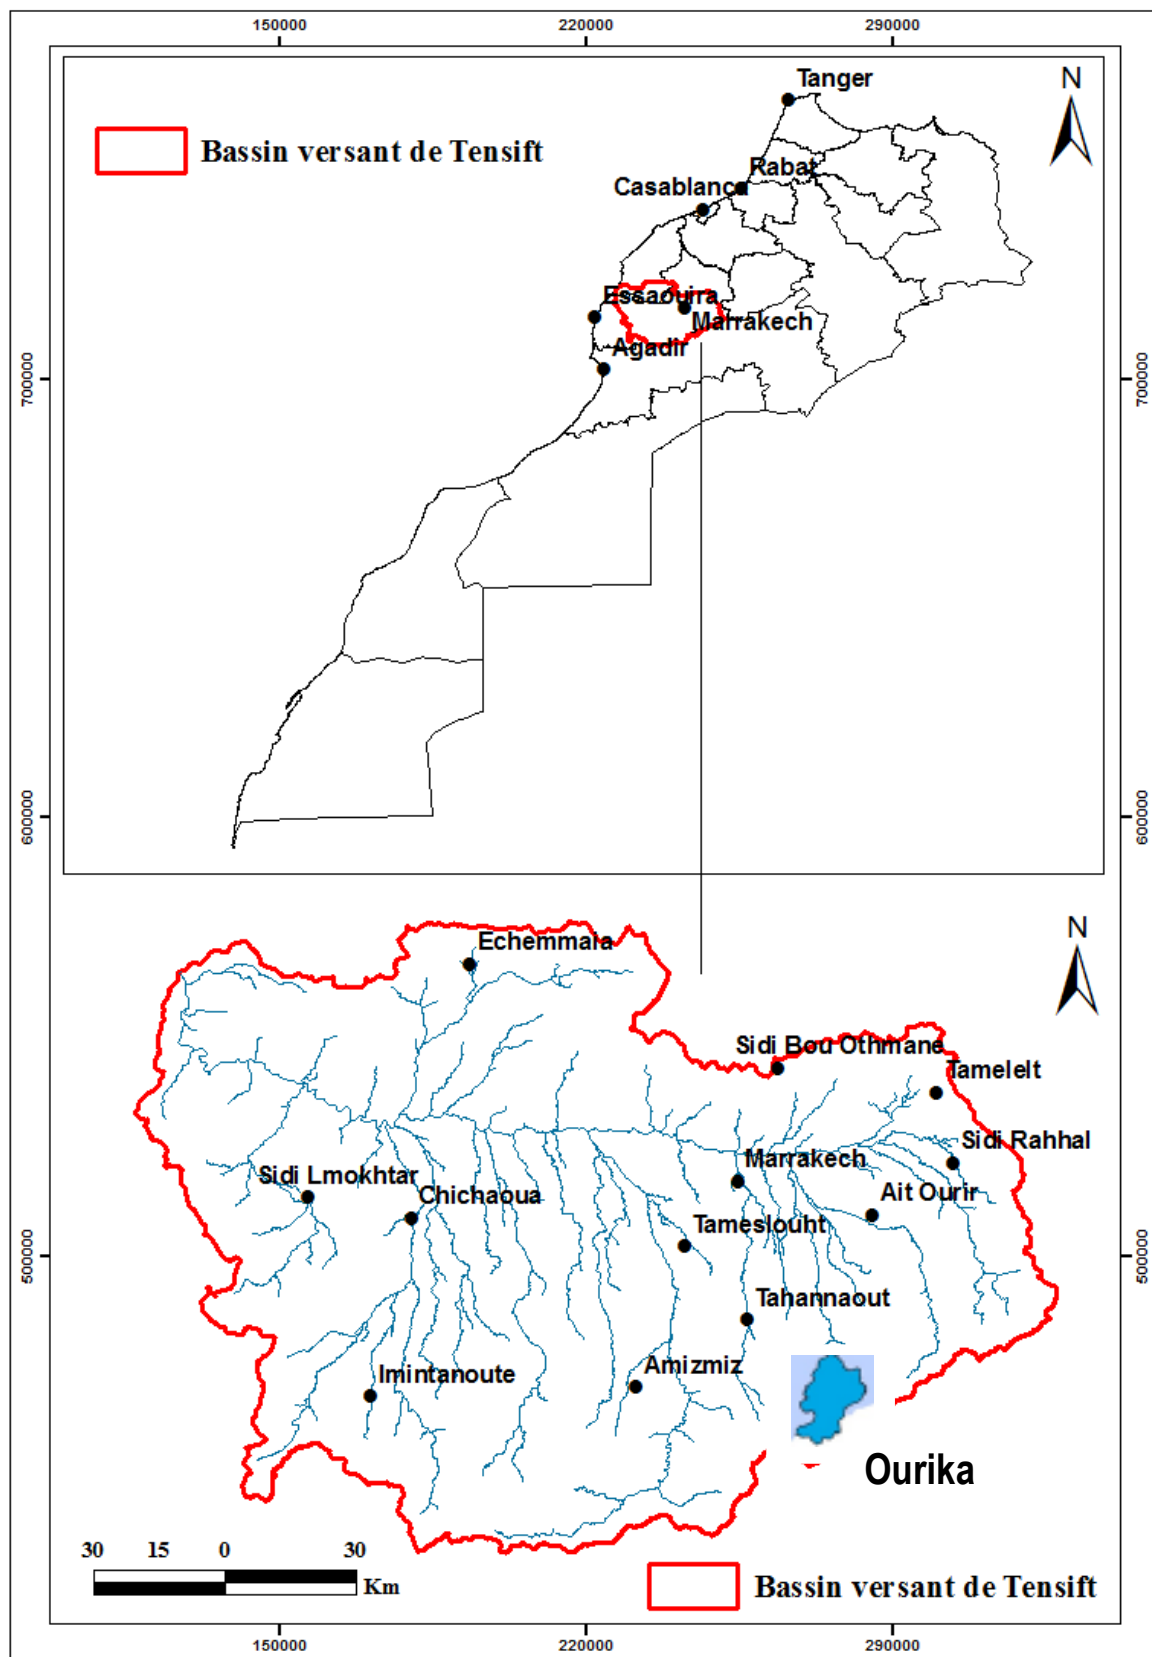 150000 220000 290000
N
Tanger
Bassin versant de Tensift
Rabat
Casablanca
Essaouira
Marrakech
Agadir
700000 700000
600000 600000
N
Echemmaia
Sidi Bou Othmane
Tamelelt
Sidi Rahhal
Marrakech
Sidi Lmokhtar
Chichaoua
Ait Ourir
Tameslouht
500000 500000
Tahannaout
Imintanoute
Amizmiz
Ourika
30 15 0 30
Km
Bassin versant de Tensift
150000 220000 290000